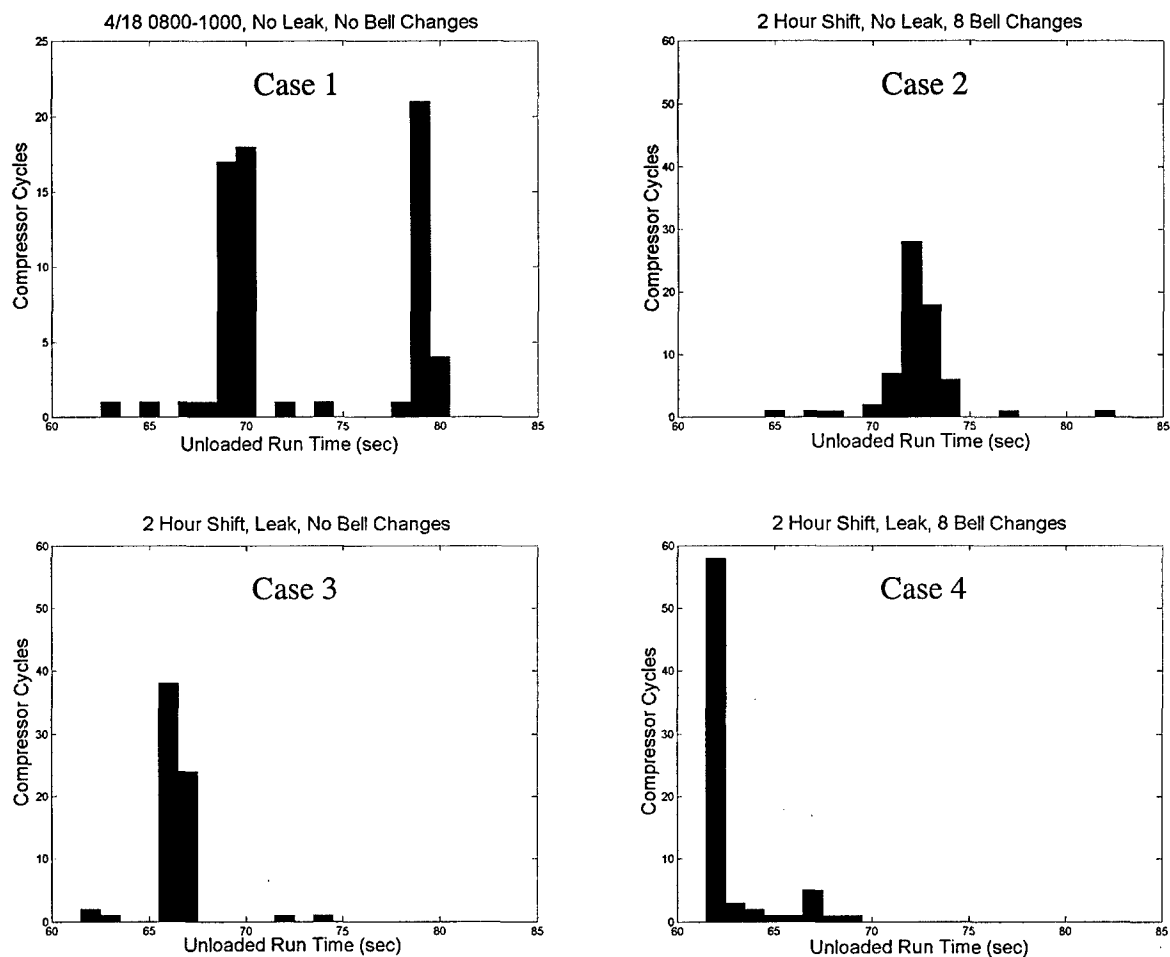 4/18 0800-1000, No Leak, No Bell Changes
25
20
15
10
5
0
Compressor Cycles
Case 1
60 65 70 75 80 85
Unloaded Run Time (sec)
2 Hour Shift, No Leak, 8 Bell Changes
60
50
40
30
20
10
0
Compressor Cycles
Case 2
60 65 70 75 80 85
Unloaded Run Time (sec)
2 Hour Shift, Leak, No Bell Changes
60
50
40
30
20
10
0
Compressor Cycles
Case 3
60 65 70 75 80 85
Unloaded Run Time (sec)
2 Hour Shift, Leak, 8 Bell Changes
60
50
40
30
20
10
0
Compressor Cycles
Case 4
60 65 70 75 80 85
Unloaded Run Time (sec)